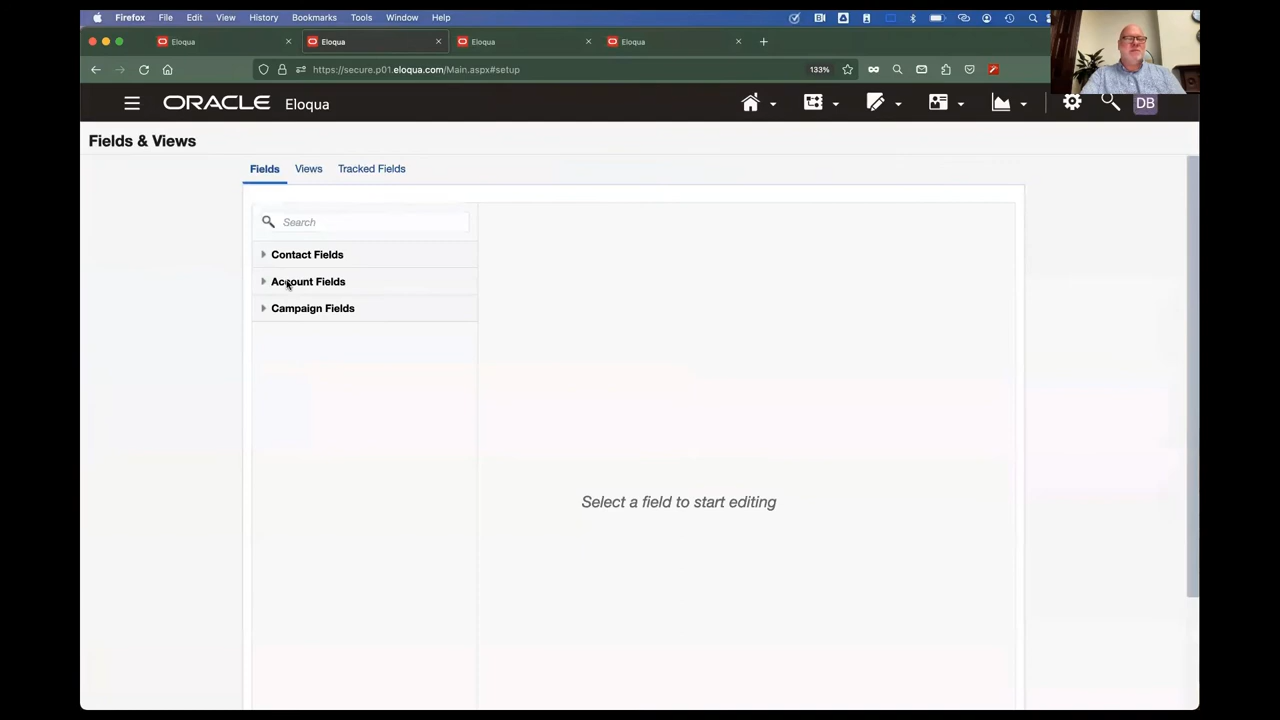 Firefox File Edit View History Bookmarks Tools Window Help
Eloqua Eloqua Eloqua Eloqua
https://secure.p01.eloqua.com/Main.aspx#setup 133%
ORACLE Eloqua DB
Fields & Views
Fields Views Tracked Fields
Search
Contact Fields
Account Fields
Campaign Fields
Select a field to start editing